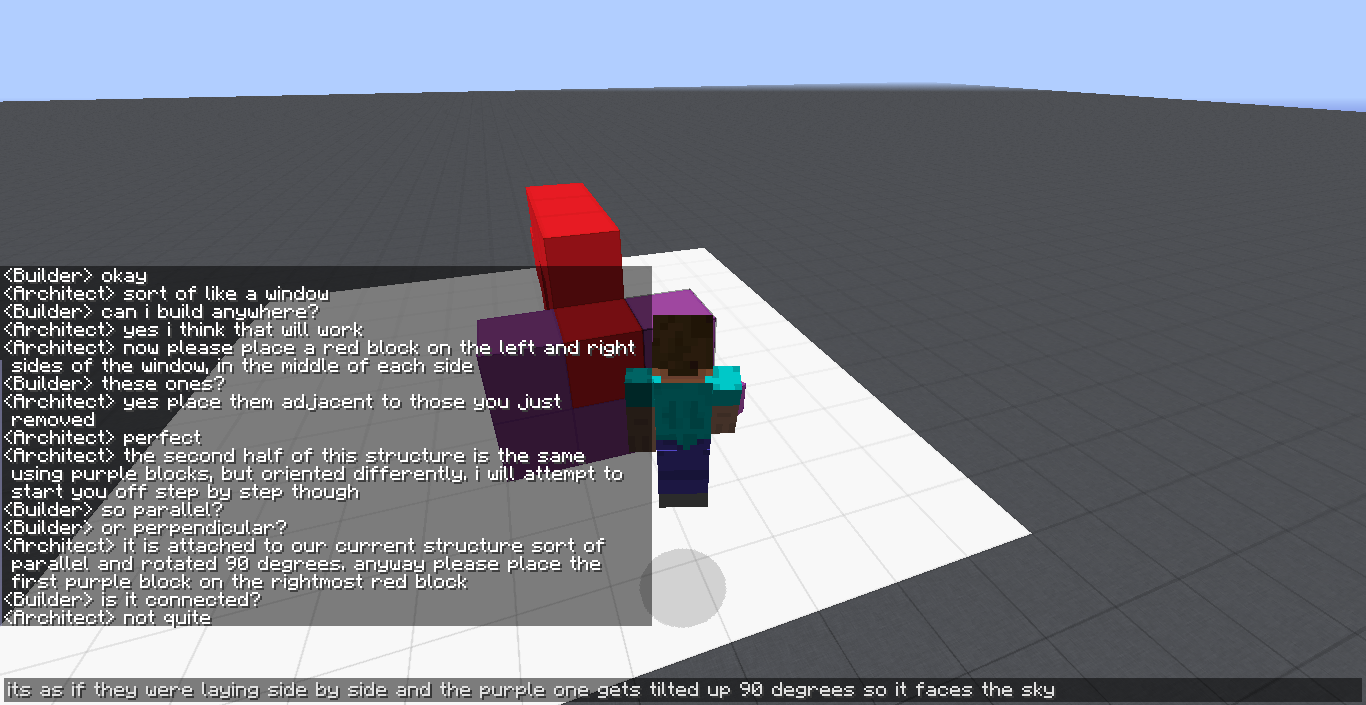 <Builder> okay
<Architect> sort of like a window
<Builder> can i build anywhere?
<Architect> yes i think that will work
<Architect> now please place a red block on the left and right
sides of the window, in the middle of each side
<Builder> these ones?
<Architect> yes place them adjacent to those you just
removed
<Architect> perfect
<Architect> the second half of this structure is the same
using purple blocks, but oriented differently. i will attempt to
start you off step by step though
<Builder> so parallel?
<Builder> or perpendicular?
<Architect> it is attached to our current structure sort of
parallel and rotated 90 degrees. anyway please place the
first purple block on the rightmost red block
<Builder> is it connected?
<Architect> not quite
its as if they were laying side by side and the purple one gets tilted up 90 degrees so it faces the sky